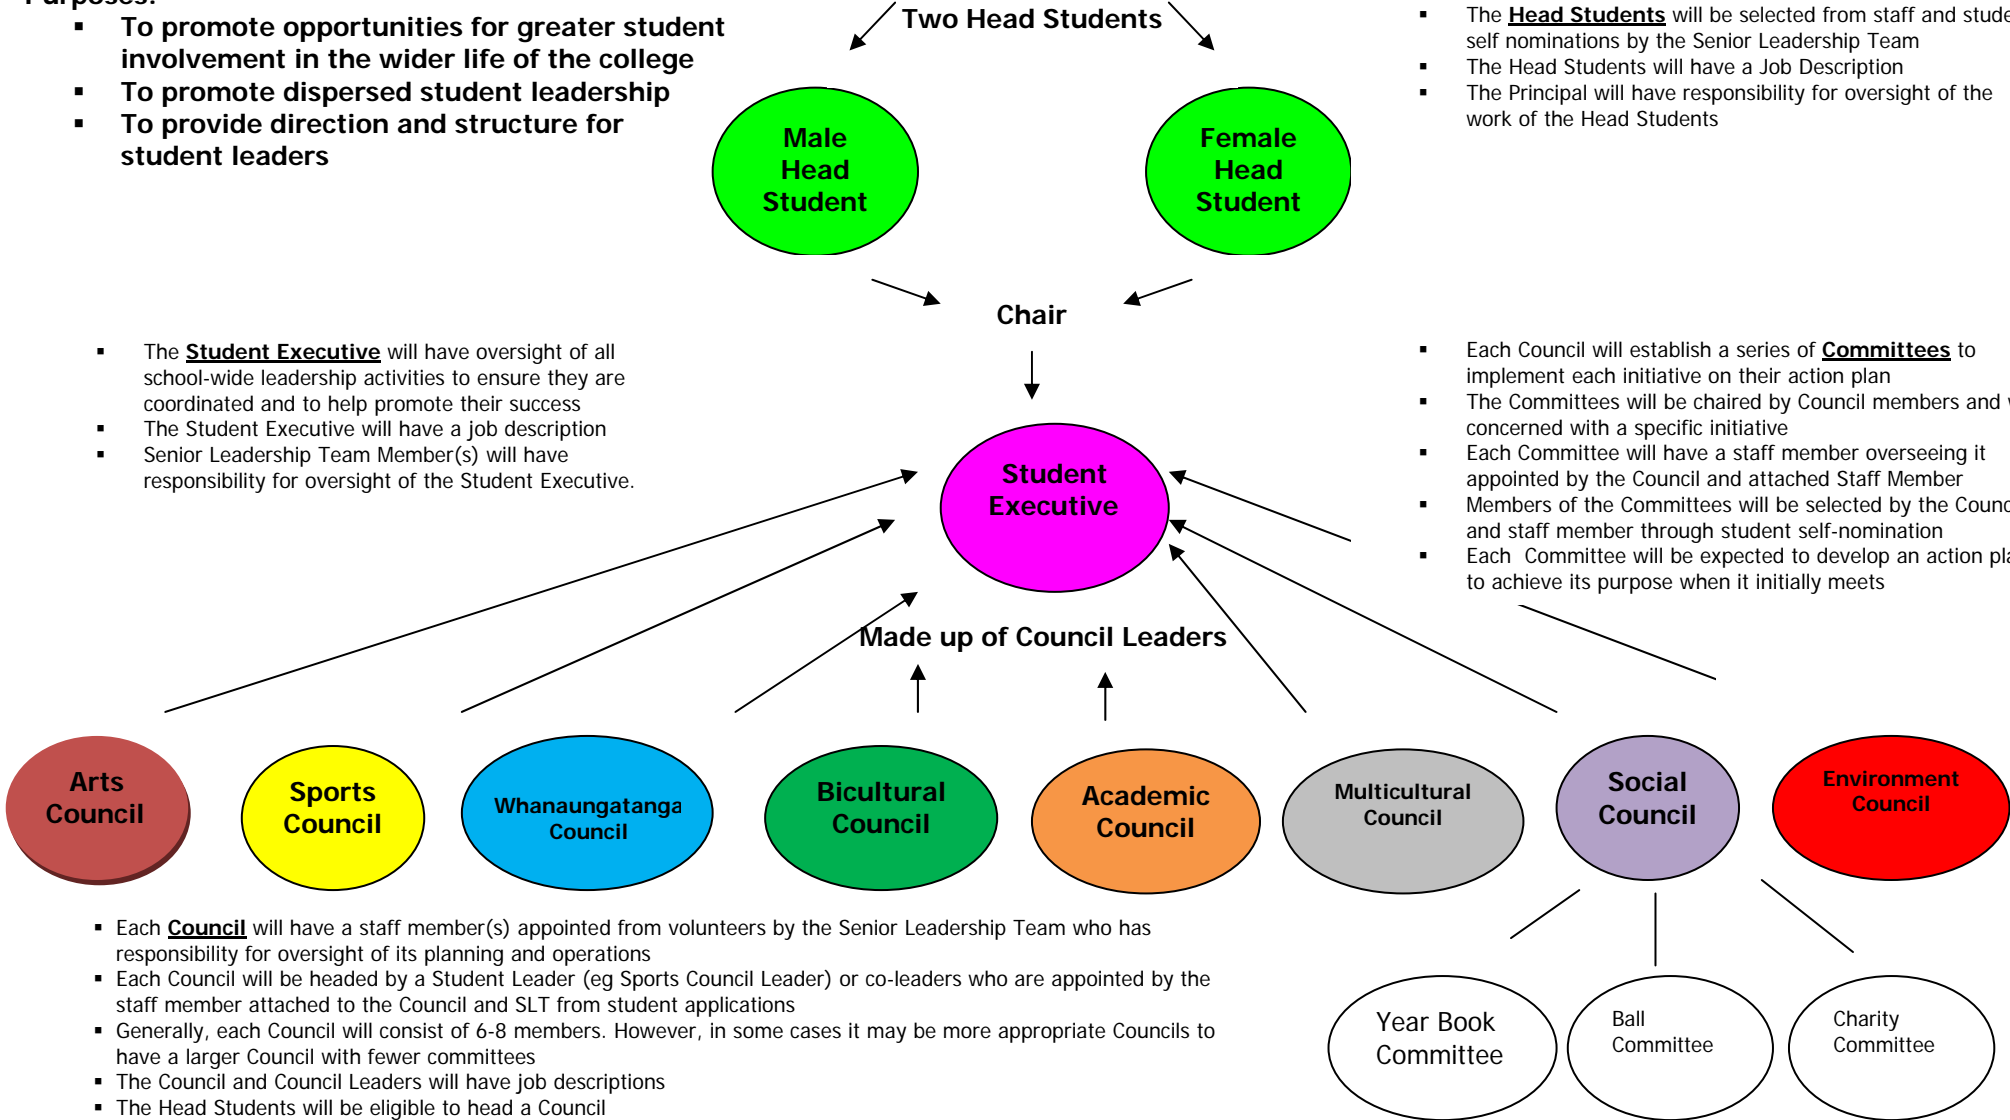 Purposes:
▪ To promote opportunities for greater student
involvement in the wider life of the college
▪ To promote dispersed student leadership
▪ To provide direction and structure for
student leaders
Two Head Students
▪ The Head Students will be selected from staff and
self nominations by the Senior Leadership Team
▪ The Head Students will have a Job Description
▪ The Principal will have responsibility for oversight of the
work of the Head Students
Male
Head
Student
Female
Head
Student
Chair
▪ The Student Executive will have oversight of all
school-wide leadership activities to ensure they are
coordinated and to help promote their success
▪ The Student Executive will have a job description
▪ Senior Leadership Team Member(s) will have
responsibility for oversight of the Student Executive.
▪ Each Council will establish a series of Committees to
implement each initiative on their action plan
▪ The Committees will be chaired by Council members and
concerned with a specific initiative
▪ Each Committee will have a staff member overseeing it
appointed by the Council and attached Staff Member
▪ Members of the Committees will be selected by the
and staff member through student self-nomination
▪ Each Committee will be expected to develop an action
to achieve its purpose when it initially meets
Student
Executive
Made up of Council Leaders
Arts
Council
Sports
Council
Whanaungatanga
Council
Bicultural
Council
Academic
Council
Multicultural
Council
Social
Council
Environment
Council
▪ Each Council will have a staff member(s) appointed from volunteers by the Senior Leadership Team who has
responsibility for oversight of its planning and operations
▪ Each Council will be headed by a Student Leader (eg Sports Council Leader) or co-leaders who are appointed by the
staff member attached to the Council and SLT from student applications
▪ Generally, each Council will consist of 6-8 members. However, in some cases it may be more appropriate Councils to
have a larger Council with fewer committees
▪ The Council and Council Leaders will have job descriptions
▪ The Head Students will be eligible to head a Council
Year Book
Committee
Ball
Committee
Charity
Committee